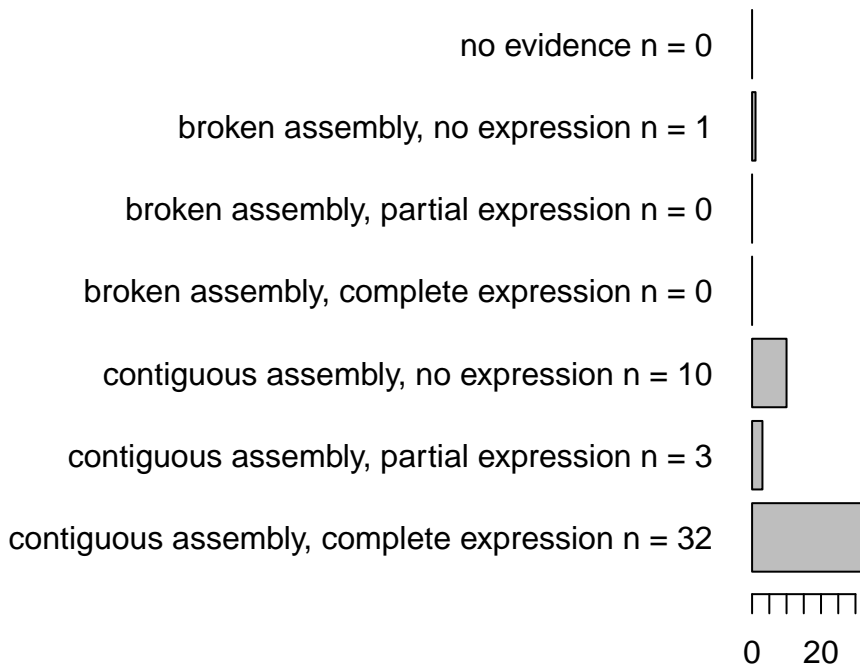 no evidence n = 0
broken assembly, no expression n = 1
broken assembly, partial expression n = 0
broken assembly, complete expression n = 0
contiguous assembly, no expression n = 10
contiguous assembly, partial expression n = 3
contiguous assembly, complete expression n = 32
0 20